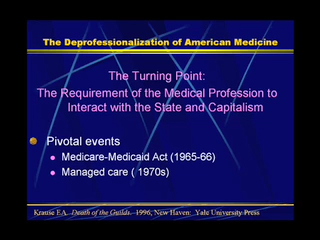 The Deprofessionalization of American Medicine
The Turning Point:
The Requirement of the Medical Profession to
Interact with the State and Capitalism
Pivotal events
Medicare-Medicaid Act (1965-66)
Managed care ( 1970s)
Krause EA. Death of the Guilds. 1996, New Haven: Yale University Press